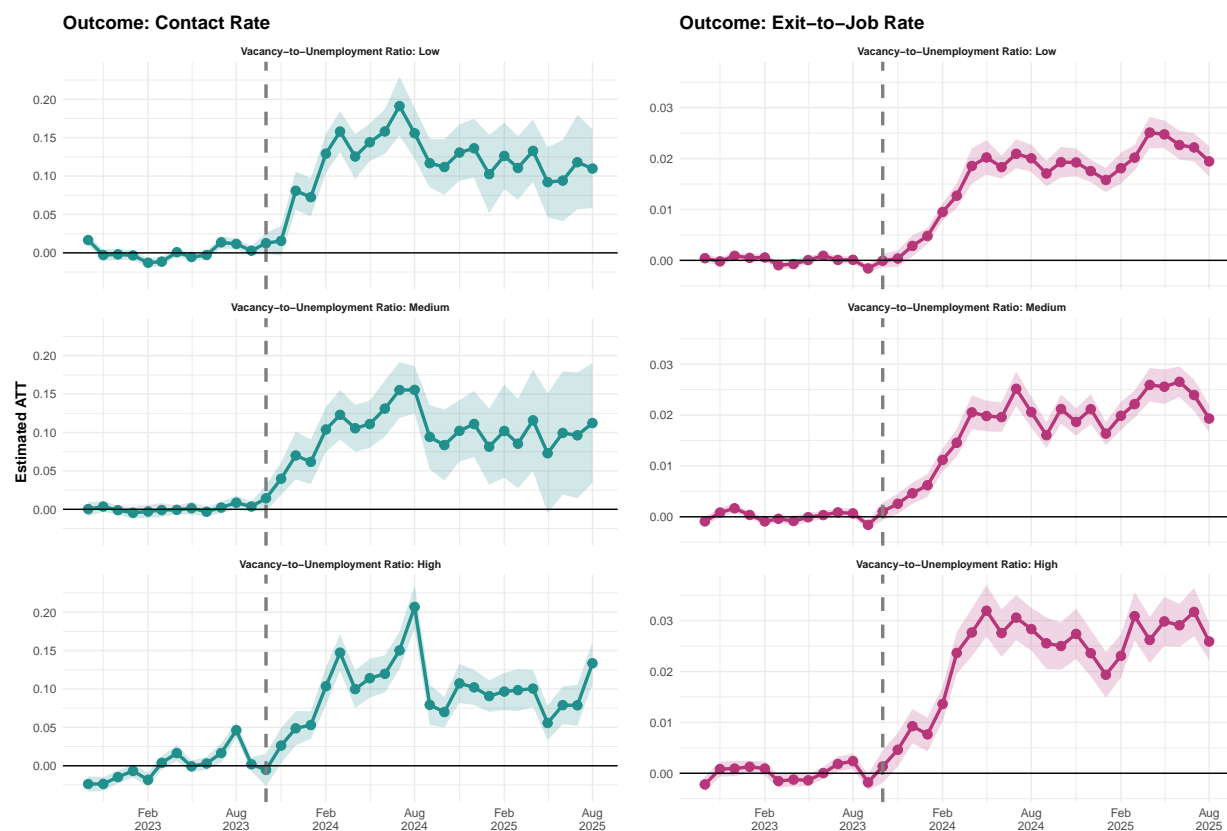 Outcome: Contact Rate
Vacancy−to−Unemployment Ratio: Low
0.20
0.15
0.10
0.05
0.00
Vacancy−to−Unemployment Ratio: Medium
0.20
0.15
0.10
0.05
0.00
Vacancy−to−Unemployment Ratio: High
0.20
0.15
0.10
0.05
0.00
Estimated ATT
Feb 2023
Aug 2023
Feb 2024
Aug 2024
Feb 2025
Aug 2025
Outcome: Exit−to−Job Rate
Vacancy−to−Unemployment Ratio: Low
0.03
0.02
0.01
0.00
Vacancy−to−Unemployment Ratio: Medium
0.03
0.02
0.01
0.00
Vacancy−to−Unemployment Ratio: High
0.03
0.02
0.01
0.00
Feb 2023
Aug 2023
Feb 2024
Aug 2024
Feb 2025
Aug 2025